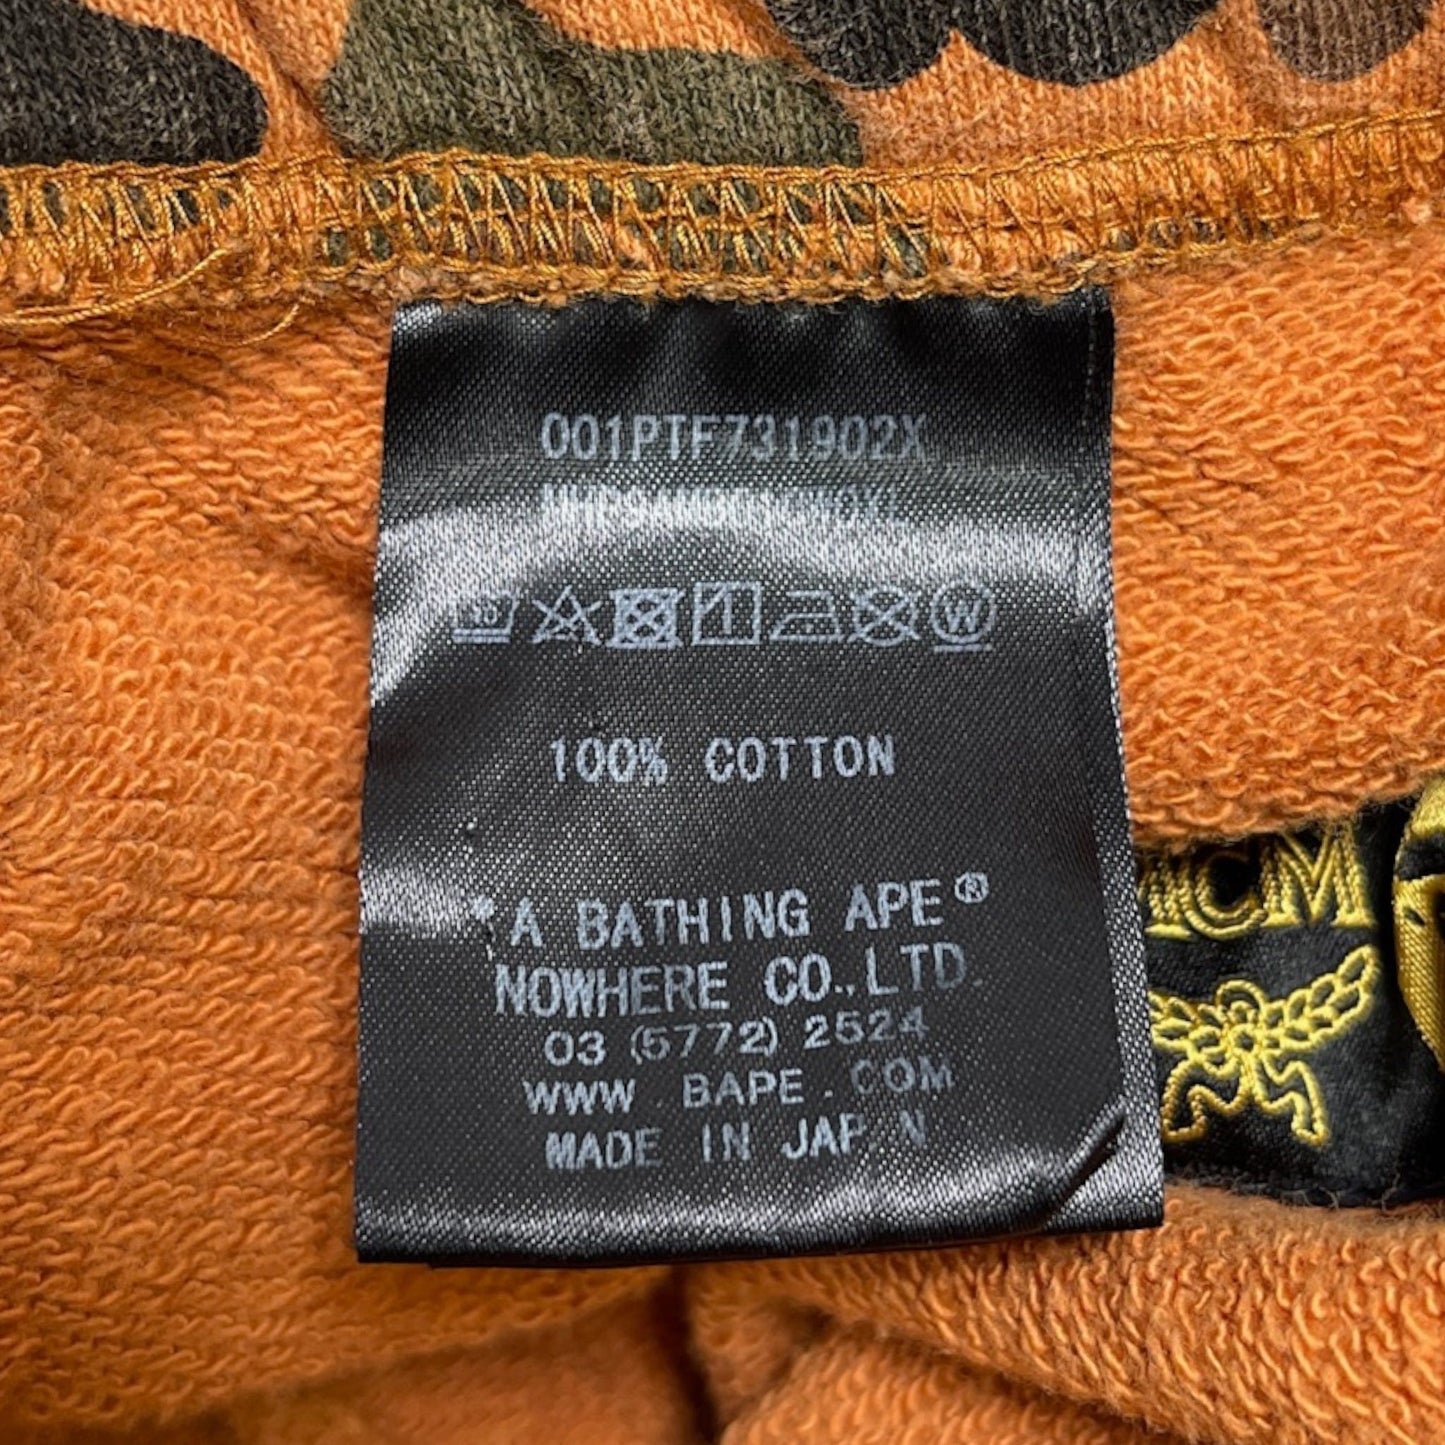 001PTF731902X
100% COTTON
"A BATHING APE®
NOWHERE CO.,LTD.
03 (5772) 2524
WWW.BAPE.COM
MADE IN JAPAN
W
MCM